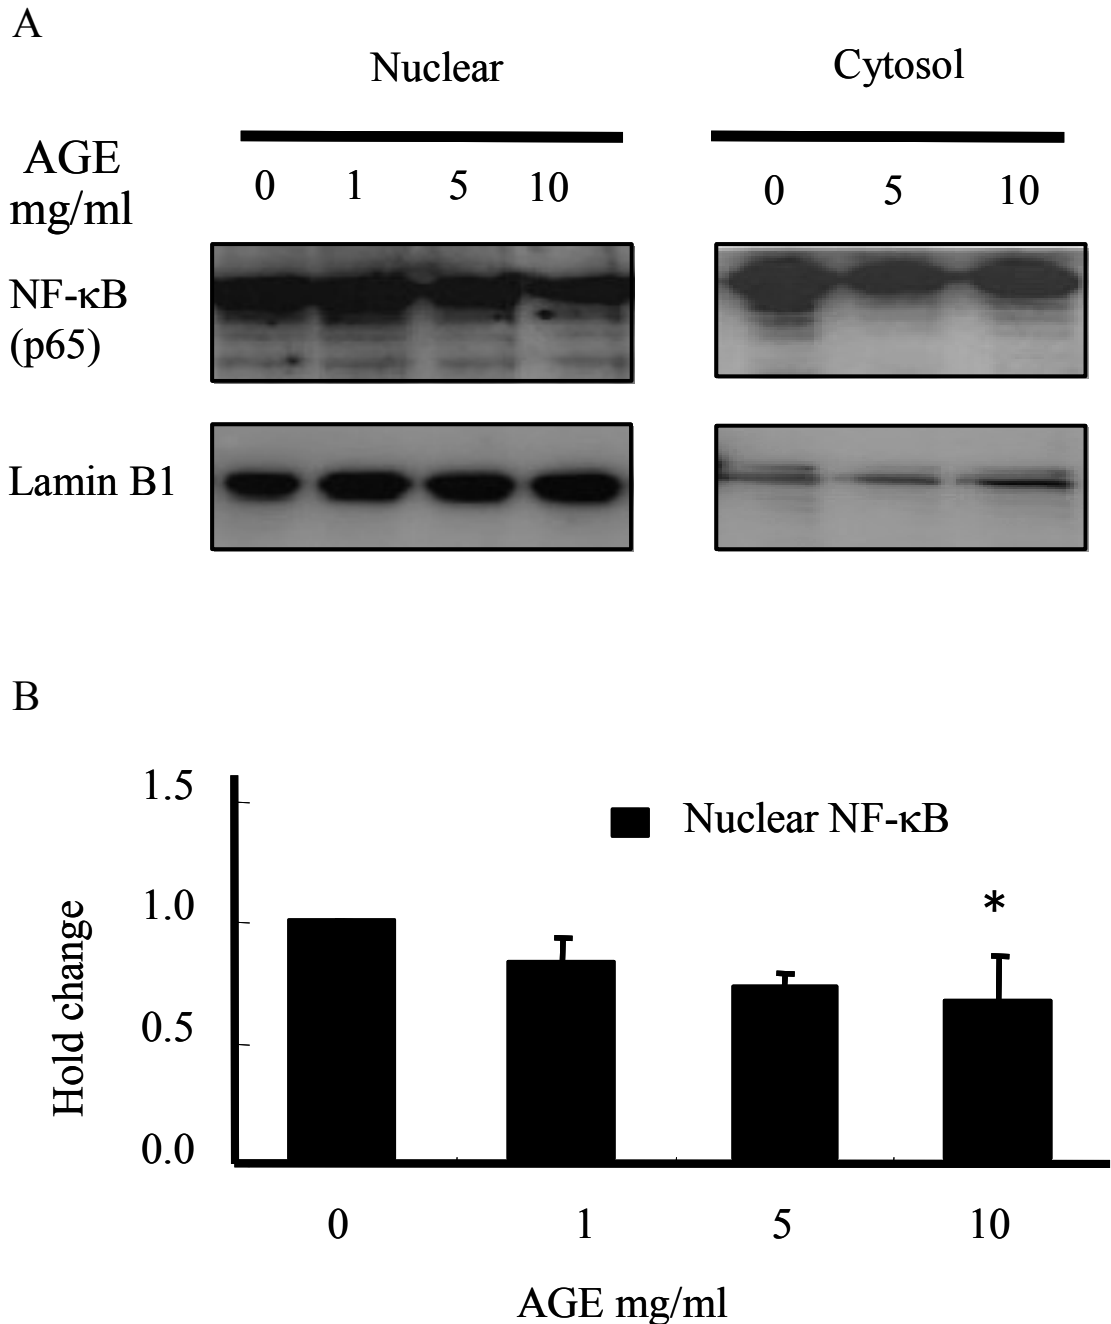 A
Nuclear
Cytosol
AGE
mg/ml
0 1 5 10
0 5 10
NF-κB
(p65)
Lamin B1
B
1.5
1.0
0.5
0.0
Hold change
Nuclear NF-κB
*
0 1 5 10
AGE mg/ml